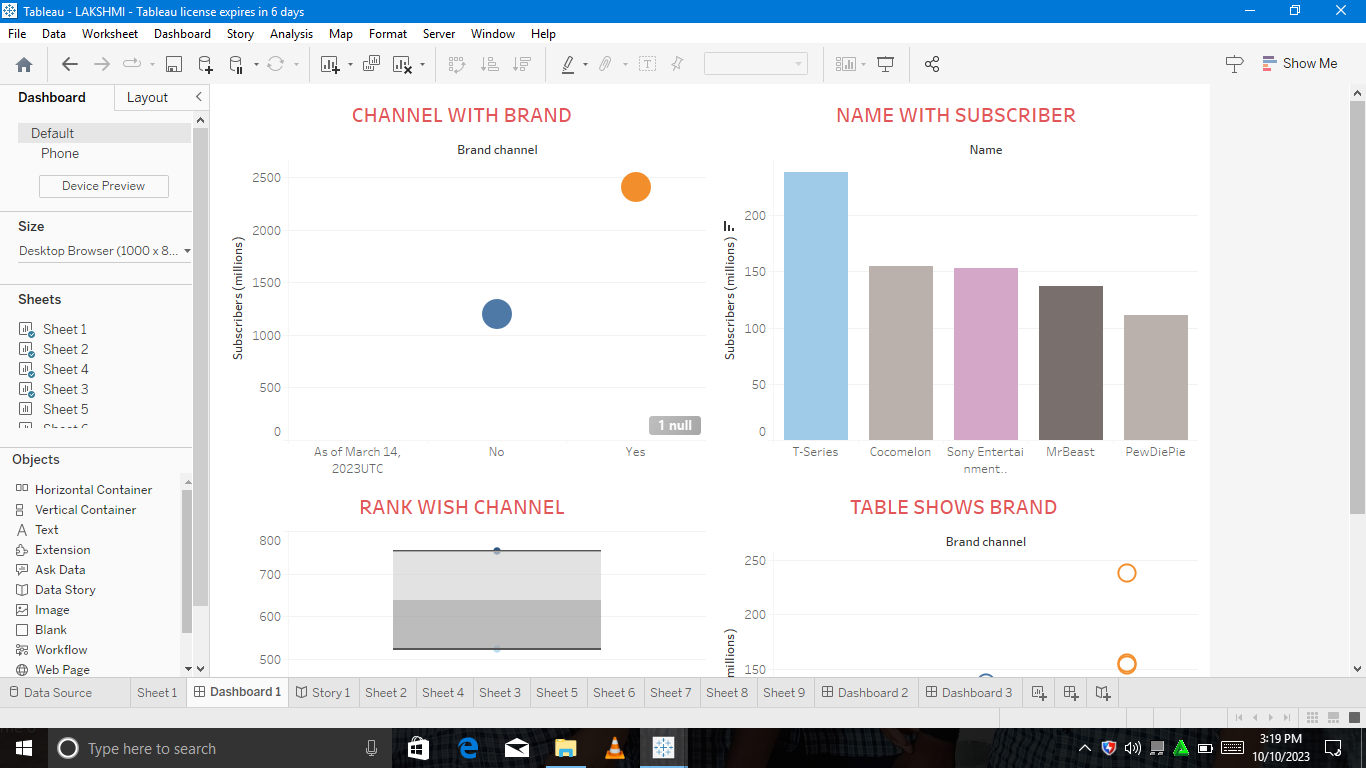 Tableau - LAKSHMI - Tableau license expires in 6 days
File Data Worksheet Dashboard Story Analysis Map Format Server Window Help
Show Me
Dashboard Layout
Default
Phone
Device Preview
Size
Desktop Browser (1000 x 8...
Sheets
Sheet 1
Sheet 2
Sheet 4
Sheet 3
Sheet 5
Objects
Horizontal Container
Vertical Container
Text
Extension
Ask Data
Data Story
Image
Blank
Workflow
Web Page
CHANNEL WITH BRAND
Brand channel
Subscribers (millions)
2500
2000
1500
1000
500
0
1 null
As of March 14,
2023UTC
No
Yes
NAME WITH SUBSCRIBER
Name
Subscribers (millions)
200
150
100
50
0
T-Series
Cocomelon
Sony Entertai
nment..
MrBeast
PewDiePie
RANK WISH CHANNEL
800
700
600
500
TABLE SHOWS BRAND
Brand channel
millions)
250
200
150
Data Source Sheet 1 Dashboard 1 Story 1 Sheet 2 Sheet 4 Sheet 3 Sheet 5 Sheet 6 Sheet 7 Sheet 8 Sheet 9 Dashboard 2 Dashboard 3
Type here to search
3:19 PM
10/10/2023